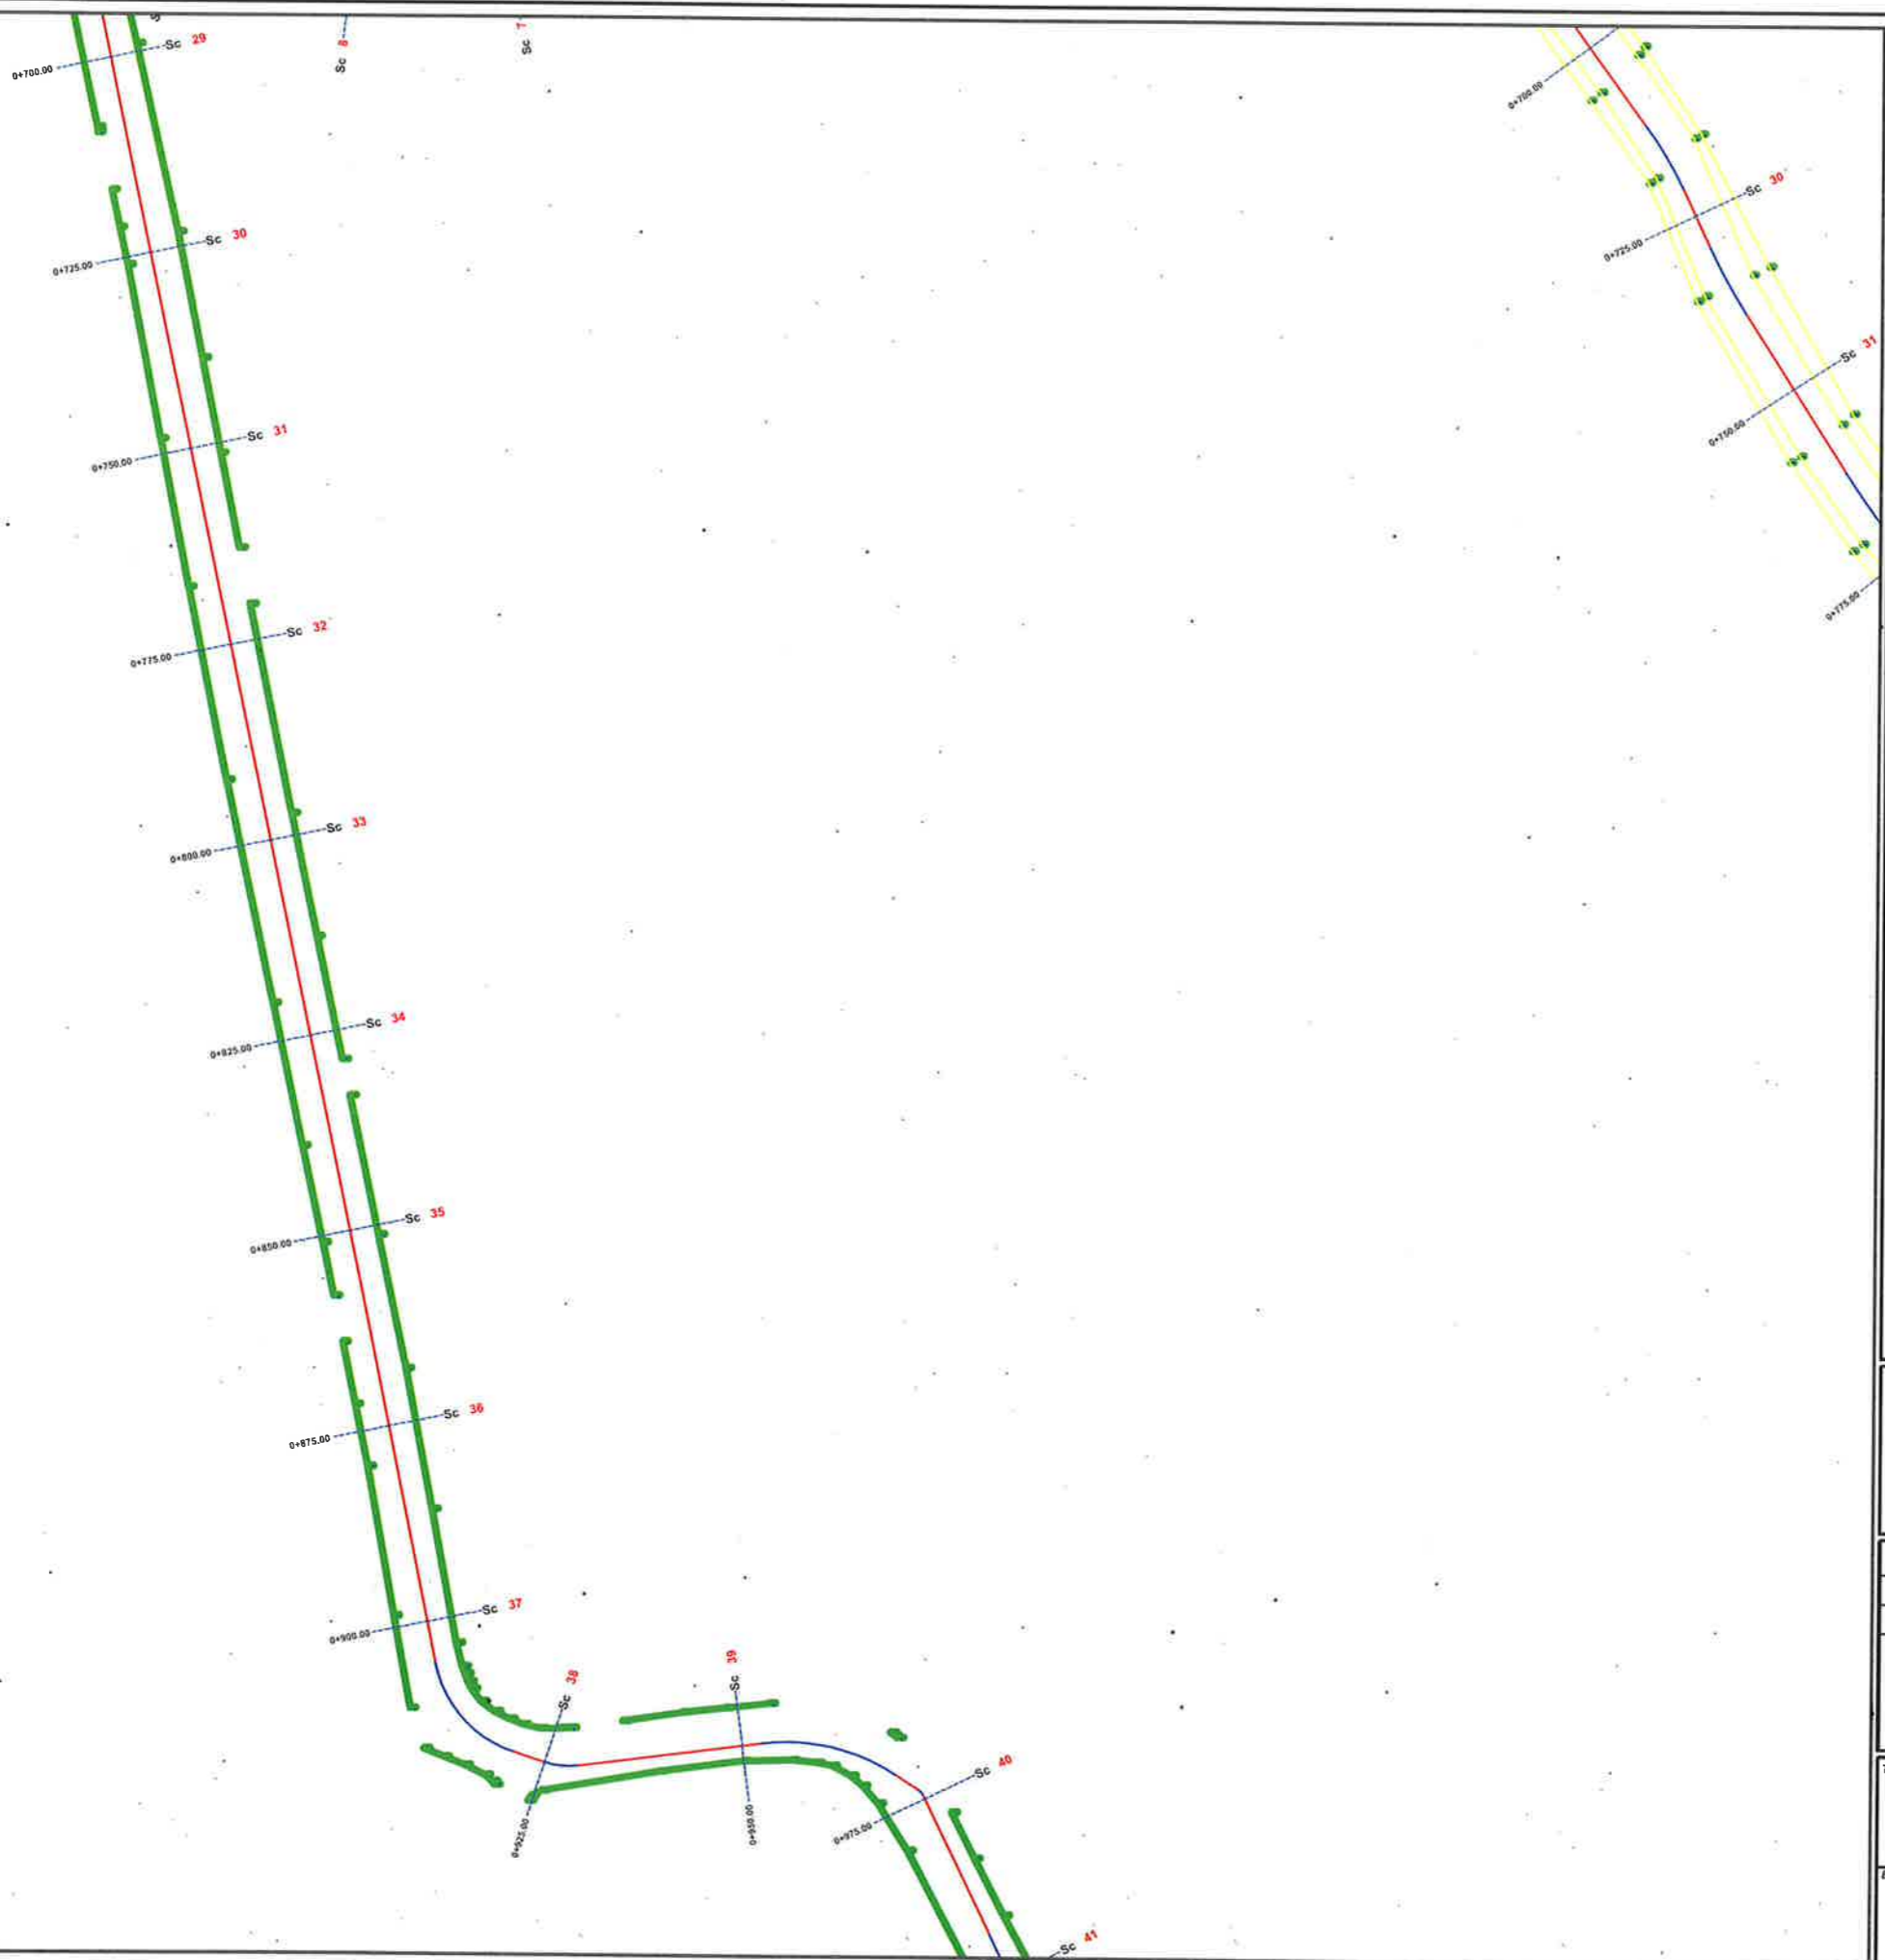 0+700.00 Sc 29
Sc 8
Sc 7
0+725.00 Sc 30
0+750.00 Sc 31
0+775.00 Sc 32
0+800.00 Sc 33
0+825.00 Sc 34
0+850.00 Sc 35
0+875.00 Sc 36
0+900.00 Sc 37
0+925.00 Sc 38
0+950.00 Sc 39
0+975.00 Sc 40
Sc 41
0+700.00
0+725.00 Sc 30
0+750.00 Sc 31
0+775.00